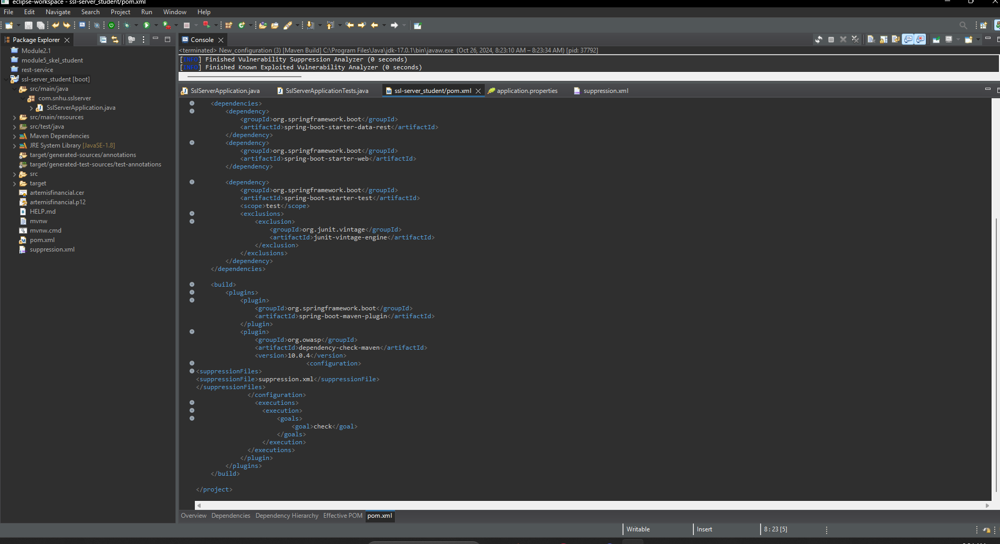 eclipse-workspace - ssl-server_student/pom.xml
File Edit Navigate Search Project Run Window Help
Package Explorer
Module2.1
module5_skel_student
rest-service
ssl-server_student [boot]
src/main/java
com.snhu.sslserver
SslServerApplication.java
src/main/resources
src/test/java
Maven Dependencies
JRE System Library [JavaSE-1.8]
target/generated-sources/annotations
target/generated-test-sources/test-annotations
src
target
artemisfinancial.cer
artemisfinancial.p12
HELP.md
mvnw
mvnw.cmd
pom.xml
suppression.xml
Console
<terminated> New_configuration (3) [Maven Build] C:\Program Files\Java\jdk-17.0.1\bin\javaw.exe (Oct 26, 2024, 8:23:10 AM – 8:23:34 AM) [pid: 37792]
[INFO] Finished Vulnerability Suppression Analyzer (0 seconds)
[INFO] Finished Known Exploited Vulnerability Analyzer (0 seconds)
SslServerApplication.java SslServerApplicationTests.java ssl-server_student/pom.xml application.properties suppression.xml
<dependencies>
<dependency>
<groupId>org.springframework.boot</groupId>
<artifactId>spring-boot-starter-data-rest</artifactId>
</dependency>
<dependency>
<groupId>org.springframework.boot</groupId>
<artifactId>spring-boot-starter-web</artifactId>
</dependency>
<dependency>
<groupId>org.springframework.boot</groupId>
<artifactId>spring-boot-starter-test</artifactId>
<scope>test</scope>
<exclusions>
<exclusion>
<groupId>org.junit.vintage</groupId>
<artifactId>junit-vintage-engine</artifactId>
</exclusion>
</exclusions>
</dependency>
</dependencies>
<build>
<plugins>
<plugin>
<groupId>org.springframework.boot</groupId>
<artifactId>spring-boot-maven-plugin</artifactId>
</plugin>
<plugin>
<groupId>org.owasp</groupId>
<artifactId>dependency-check-maven</artifactId>
<version>10.0.4</version>
<configuration>
<suppressionFiles>
<suppressionFile>suppression.xml</suppressionFile>
</suppressionFiles>
</configuration>
<executions>
<execution>
<goals>
<goal>check</goal>
</goals>
</execution>
</executions>
</plugin>
</plugins>
</build>
</project>
Overview Dependencies Dependency Hierarchy Effective POM pom.xml
Writable Insert 8 : 23 [5]